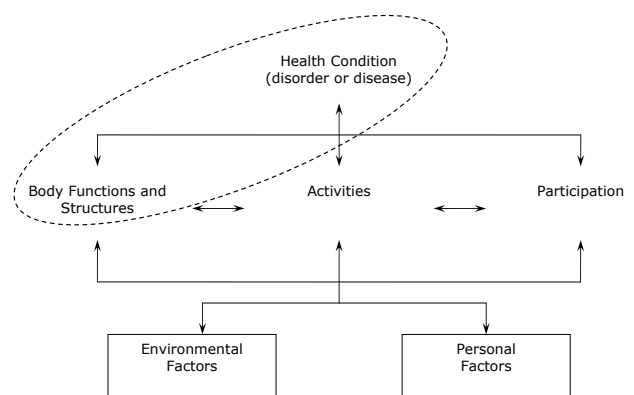 Health Condition
(disorder or disease)
Body Functions and
Structures
Activities
Participation
Environmental
Factors
Personal
Factors